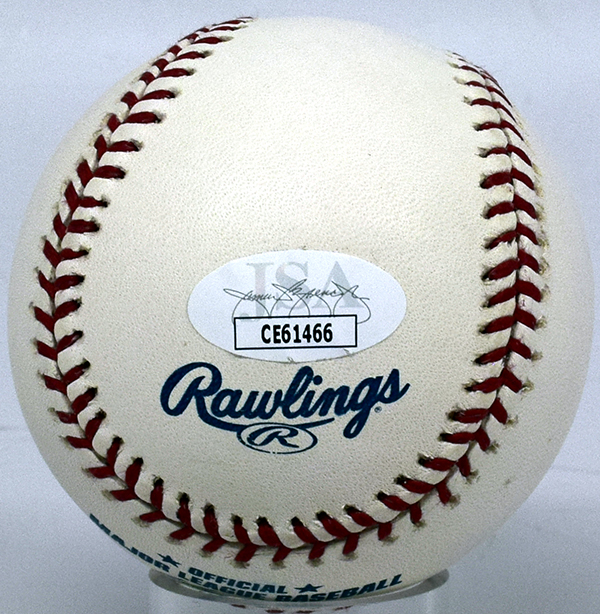 JSA
CE61466
Rawlings
R
OFFICIAL
MAJOR LEAGUE BASEBALL